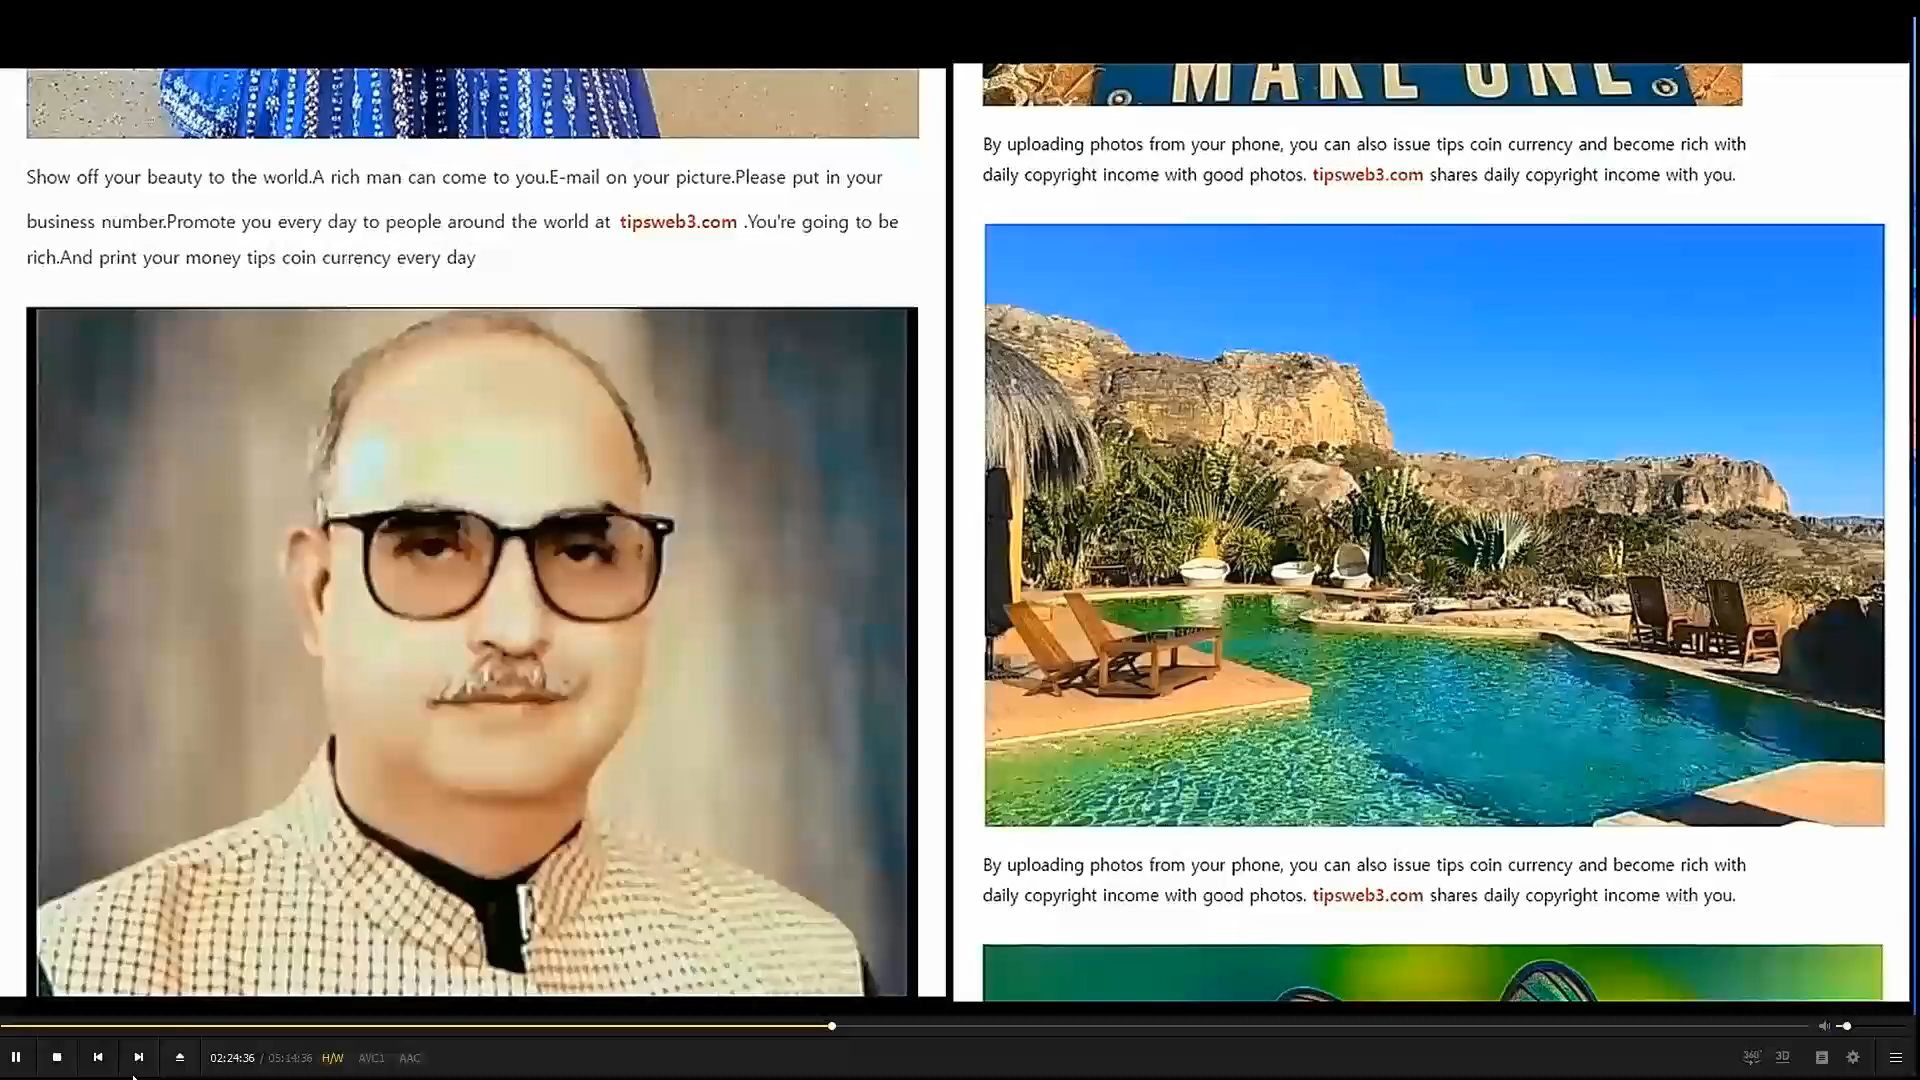 Show off your beauty to the world.A rich man can come to you.E-mail on your picture.Please put in your
business number.Promote you every day to people around the world at tipsweb3.com .You're going to be
rich.And print your money tips coin currency every day
MAKE ONE
By uploading photos from your phone, you can also issue tips coin currency and become rich with
daily copyright income with good photos. tipsweb3.com shares daily copyright income with you.
By uploading photos from your phone, you can also issue tips coin currency and become rich with
daily copyright income with good photos. tipsweb3.com shares daily copyright income with you.
02:24:36 / 05:14:36 H/W AVC1 AAC
360° 3D